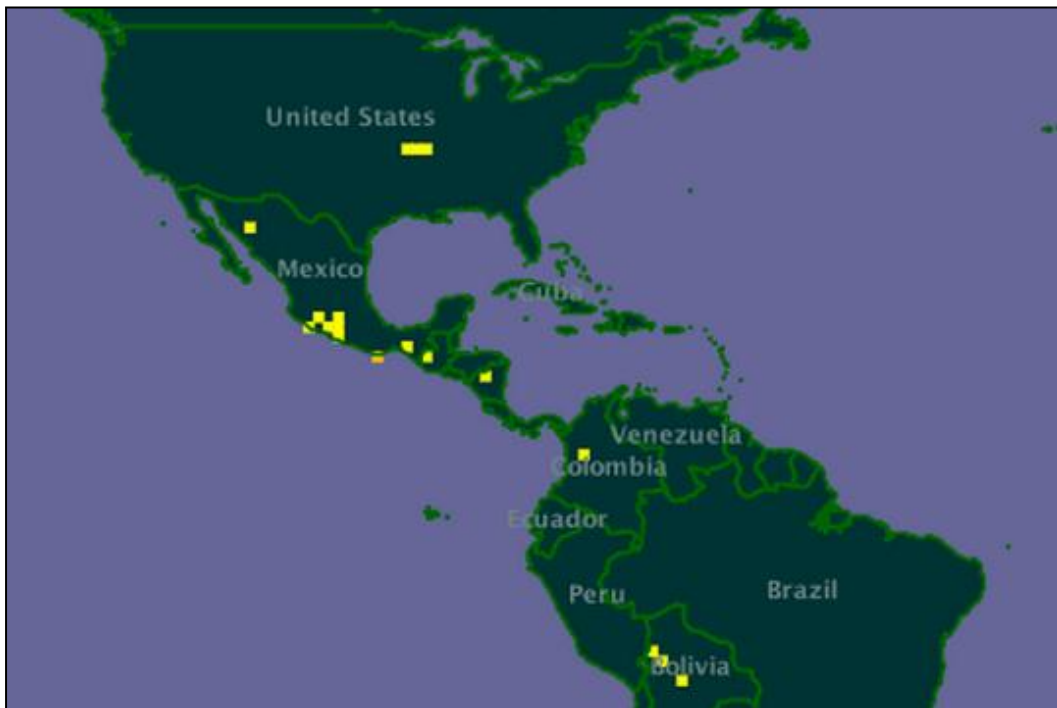 United States
Mexico
Cuba
Venezuela
Colombia
Ecuador
Peru
Brazil
Bolivia